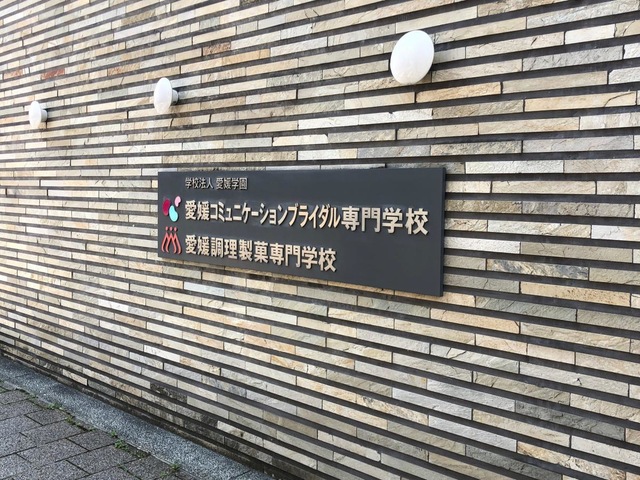 学校法人 愛媛学園
愛媛コミュニケーションブライダル専門学校
愛媛調理製菓専門学校